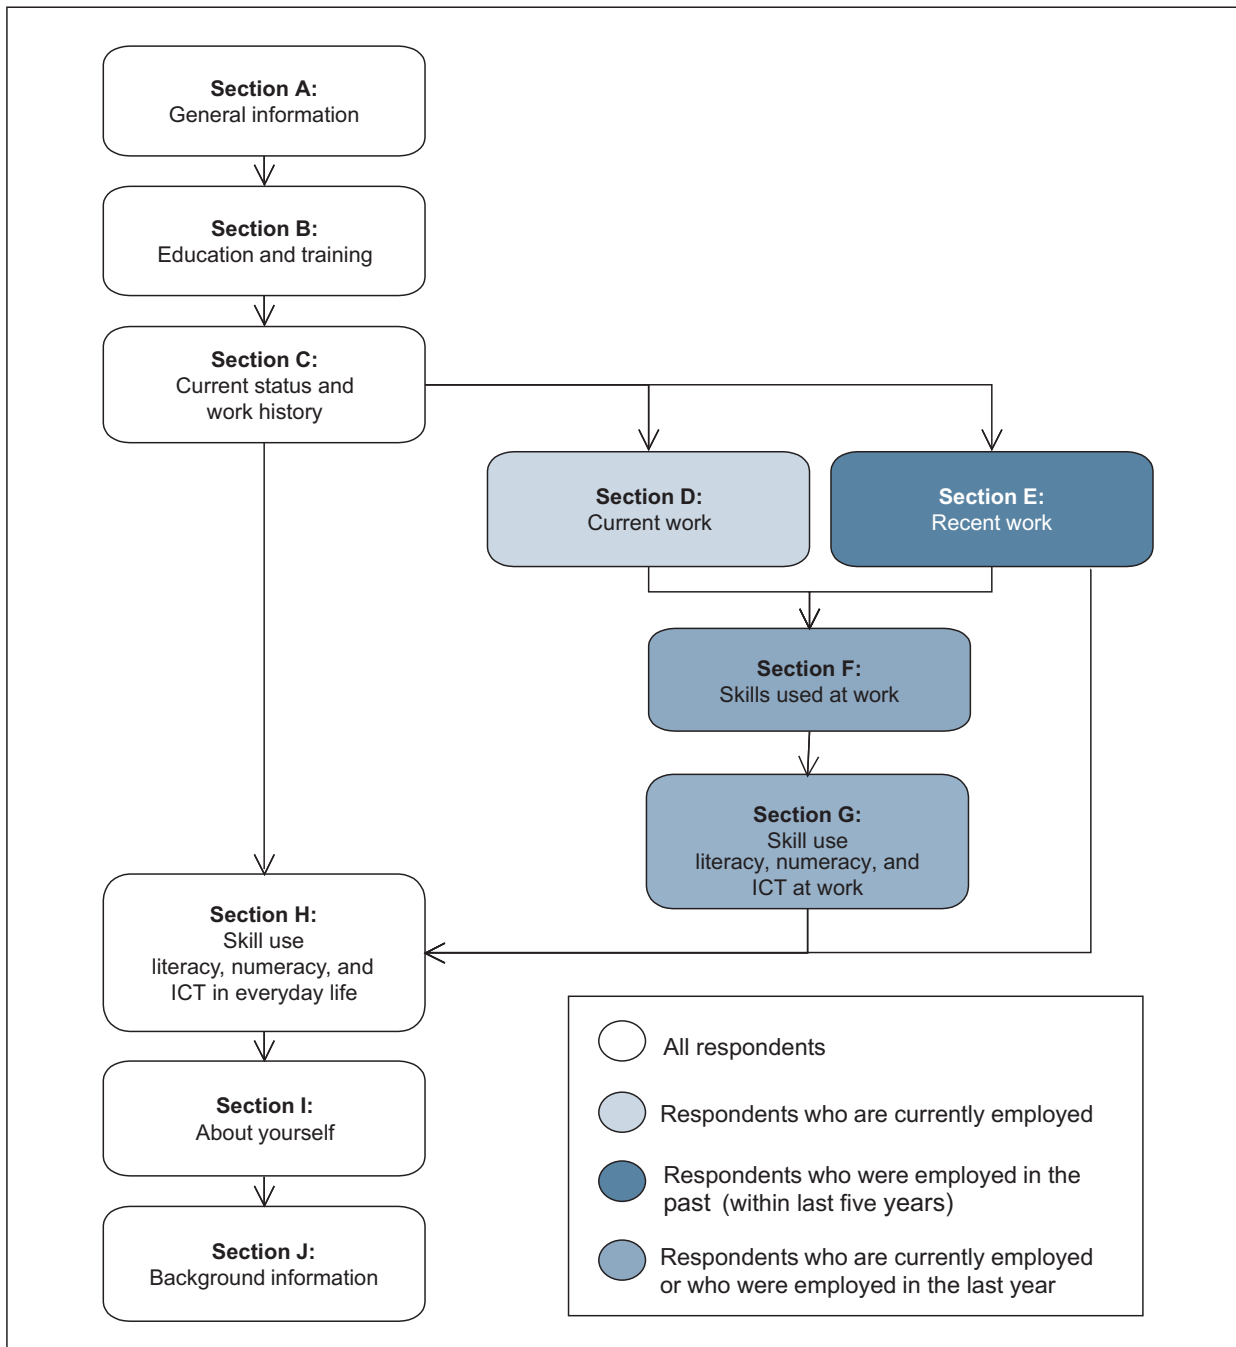 Section A:
General information
Section B:
Education and training
Section C:
Current status and
work history
Section D:
Current work
Section E:
Recent work
Section F:
Skills used at work
Section G:
Skill use
literacy, numeracy, and
ICT at work
Section H:
Skill use
literacy, numeracy, and
ICT in everyday life
Section I:
About yourself
Section J:
Background information
All respondents
Respondents who are currently employed
Respondents who were employed in the
past (within last five years)
Respondents who are currently employed
or who were employed in the last year